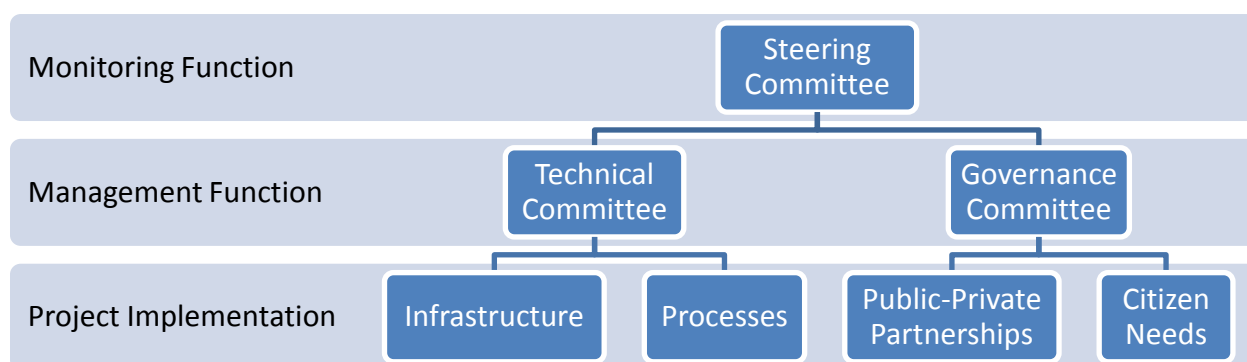 Monitoring Function
Steering
Committee
Management Function
Technical
Committee
Governance
Committee
Project Implementation
Infrastructure
Processes
Public-Private
Partnerships
Citizen
Needs